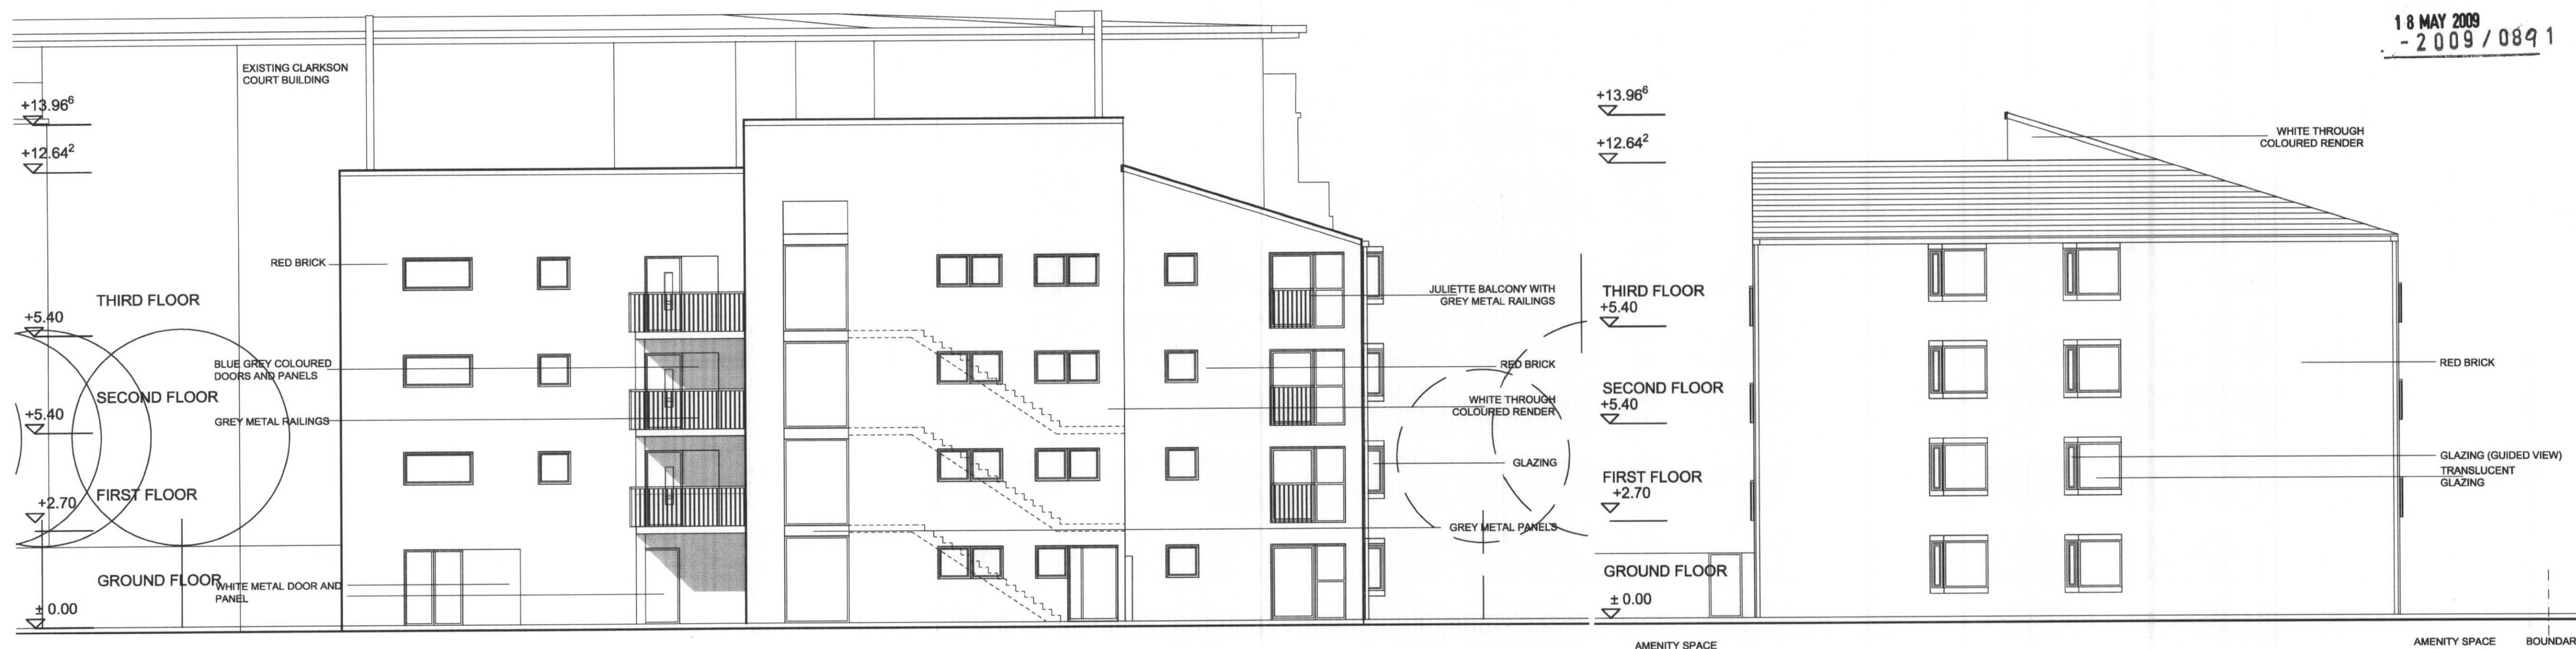 18 MAY 2009
-2009/0891
EXISTING CLARKSON
COURT BUILDING
+13.96⁶
+12.64²
RED BRICK
THIRD FLOOR
+5.40
BLUE GREY COLOURED
DOORS AND PANELS
SECOND FLOOR
+5.40
GREY METAL RAILINGS
FIRST FLOOR
+2.70
GROUND FLOOR
WHITE METAL DOOR AND
PANEL
± 0.00
JULIETTE BALCONY WITH
GREY METAL RAILINGS
RED BRICK
WHITE THROUGH
COLOURED RENDER
GLAZING
GREY METAL PANELS
+13.96⁶
+12.64²
WHITE THROUGH
COLOURED RENDER
THIRD FLOOR
+5.40
RED BRICK
SECOND FLOOR
+5.40
GLAZING (GUIDED VIEW)
TRANSLUCENT
GLAZING
FIRST FLOOR
+2.70
GROUND FLOOR
± 0.00
AMENITY SPACE
AMENITY SPACE
BOUNDAR